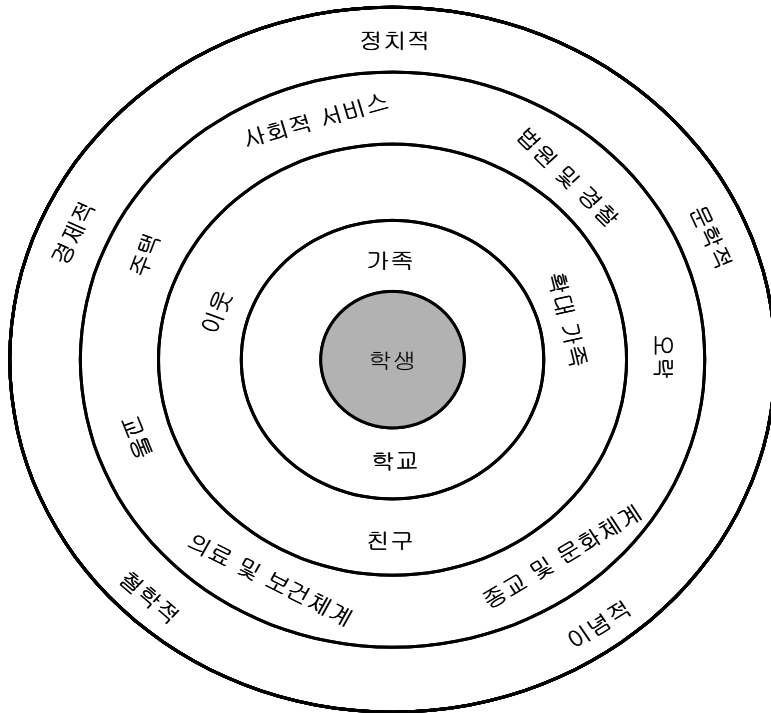 정치적
사회적 서비스
법원 및 경찰
경제적
문학적
주택
가족
이웃
확대 가족
학생
오락
교통
학교
친구
의료 및 보건체계
종교 및 문화체계
철학적
이념적